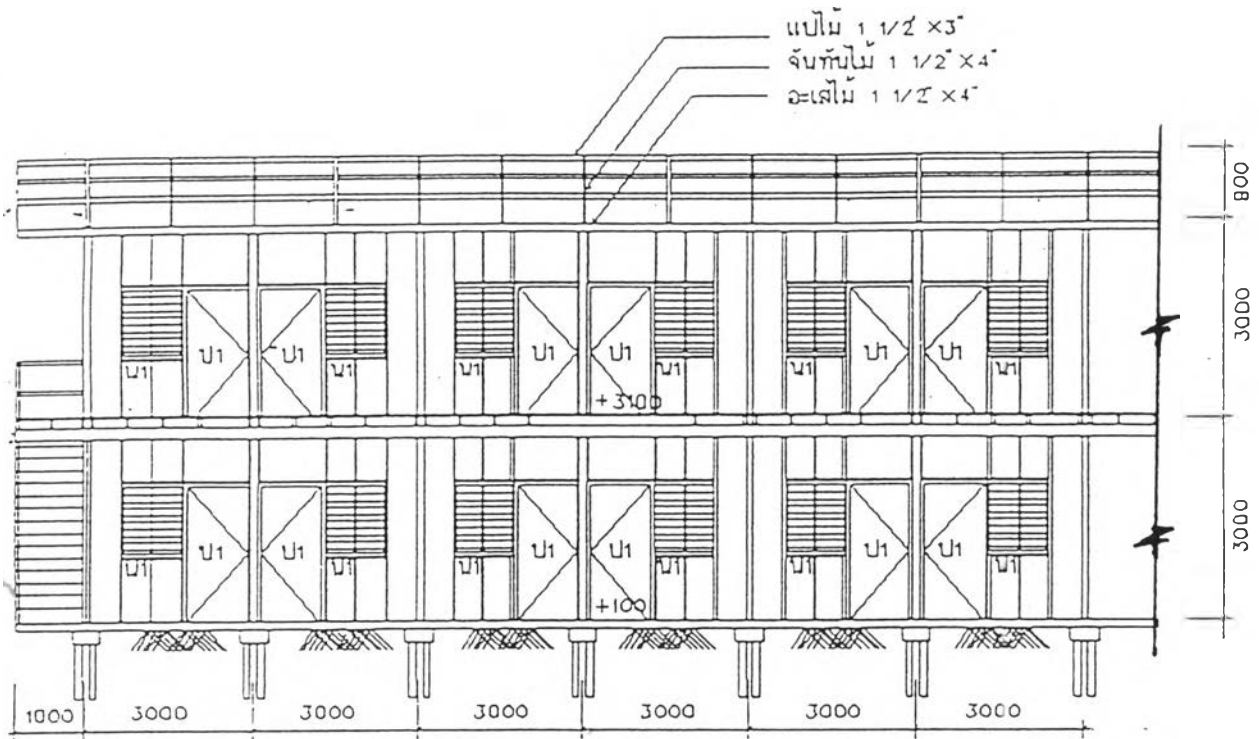 แปไม้ 1 1/2" ×3"
จันทันไม้ 1 1/2" ×4"
อะเสไม้ 1 1/2" ×4"
800
3000
ป1 ป1 ป1 ป1 ป1 ป1
น1 น1 น1 น1 น1 น1
+3100
3000
ป1 ป1 ป1 ป1 ป1 ป1
น1 น1 น1 น1 น1 น1
+100
1000 3000 3000 3000 3000 3000 3000